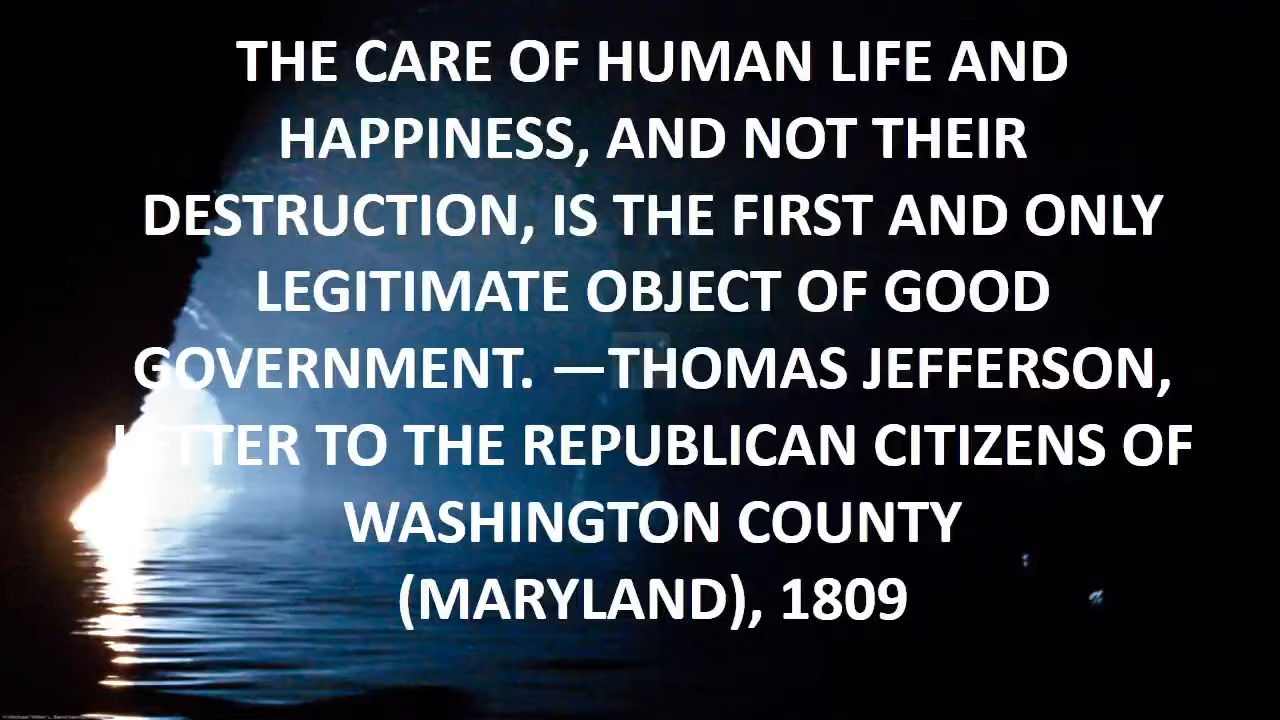 THE CARE OF HUMAN LIFE AND
HAPPINESS, AND NOT THEIR
DESTRUCTION, IS THE FIRST AND ONLY
LEGITIMATE OBJECT OF GOOD
GOVERNMENT. —THOMAS JEFFERSON,
LETTER TO THE REPUBLICAN CITIZENS OF
WASHINGTON COUNTY
(MARYLAND), 1809